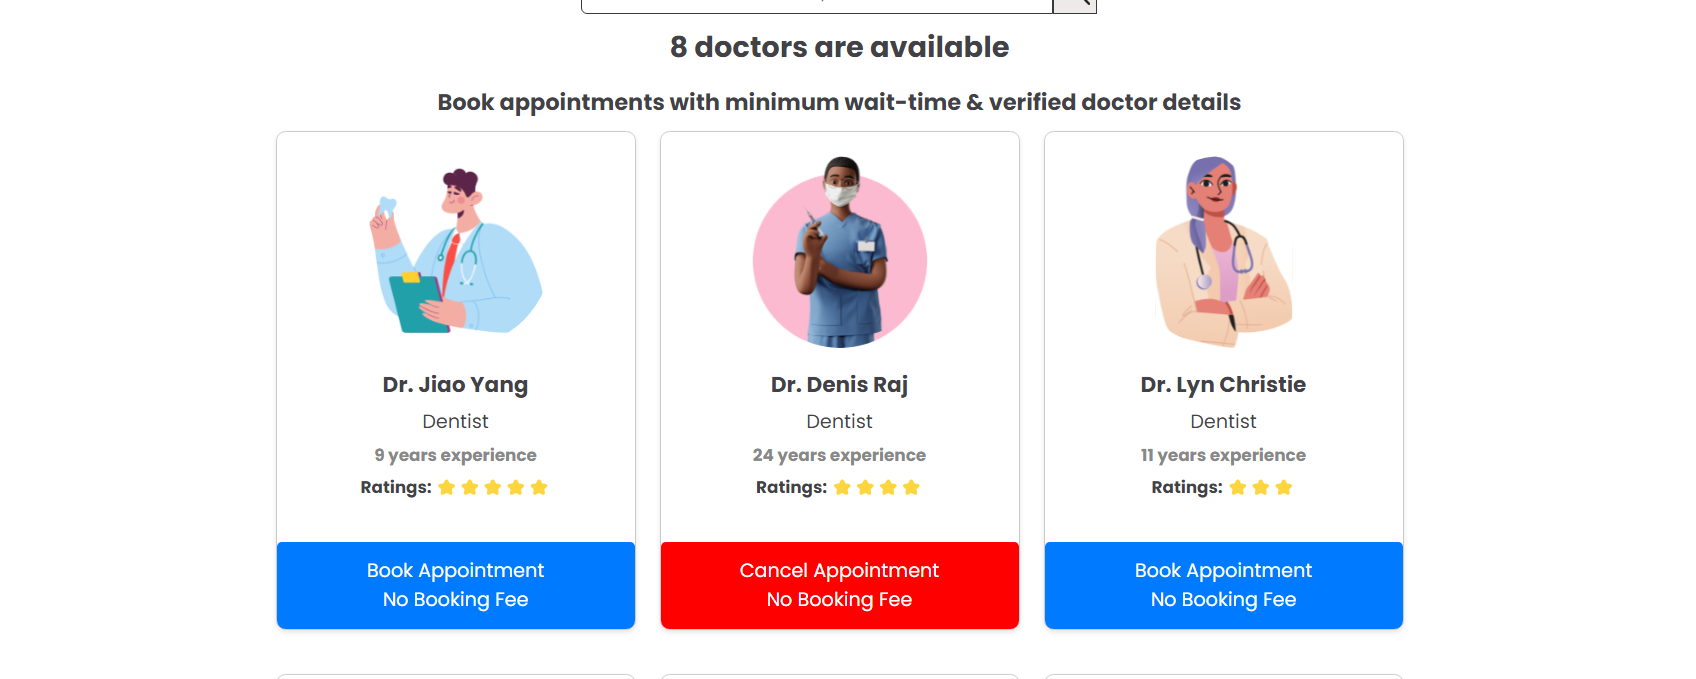 8 doctors are available
Book appointments with minimum wait-time & verified doctor details
Dr. Jiao Yang
Dentist
9 years experience
Ratings:
Book Appointment
No Booking Fee
Dr. Denis Raj
Dentist
24 years experience
Ratings:
Cancel Appointment
No Booking Fee
Dr. Lyn Christie
Dentist
11 years experience
Ratings:
Book Appointment
No Booking Fee